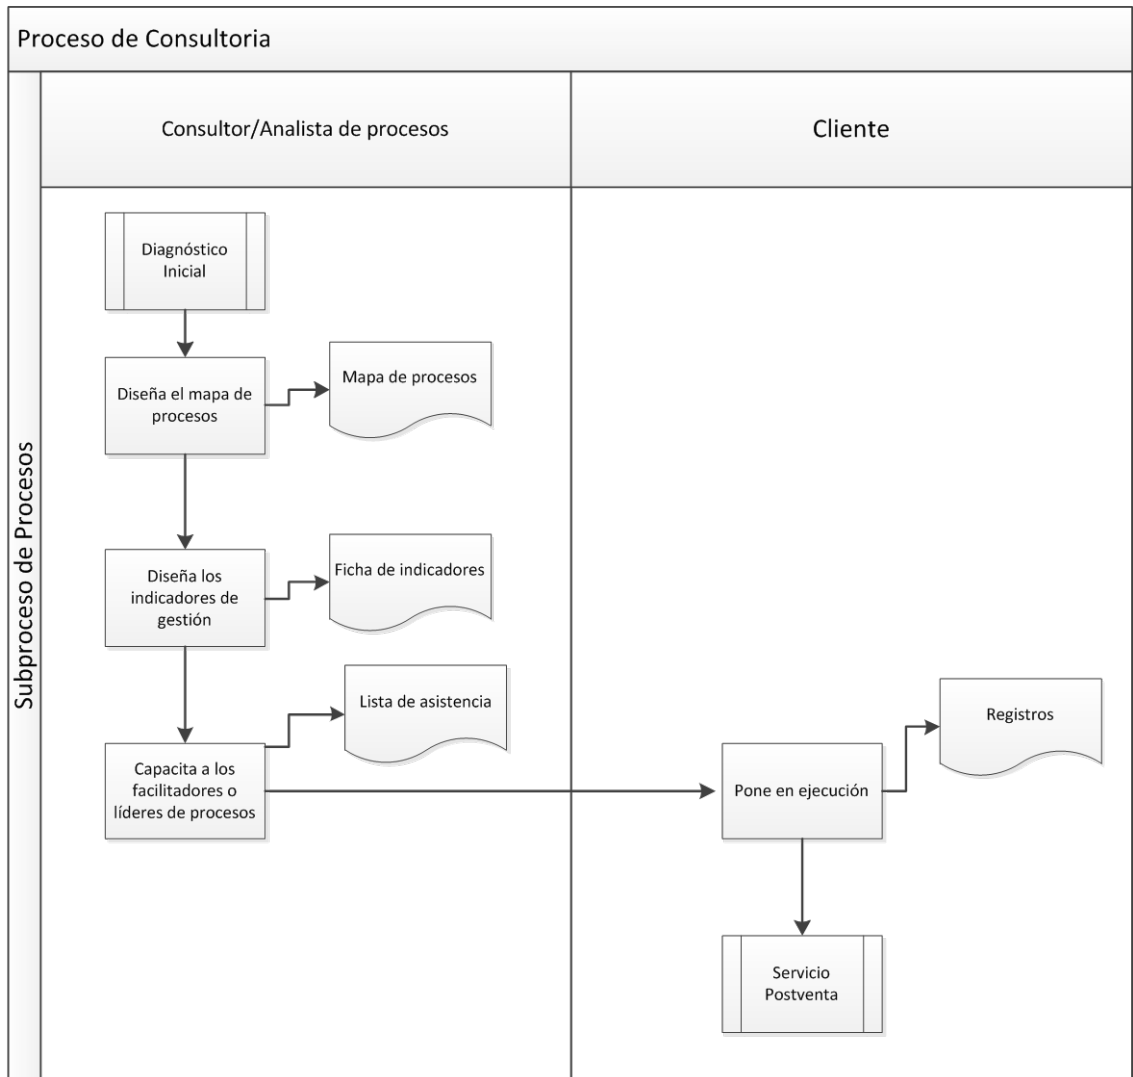 Proceso de Consultoria
Subproceso de Procesos
Consultor/Analista de procesos
Cliente
Diagnóstico
Inicial
Diseña el mapa de
procesos
Mapa de procesos
Diseña los
indicadores de
gestión
Ficha de indicadores
Capacita a los
facilitadores o
líderes de procesos
Lista de asistencia
Pone en ejecución
Registros
Servicio
Postventa